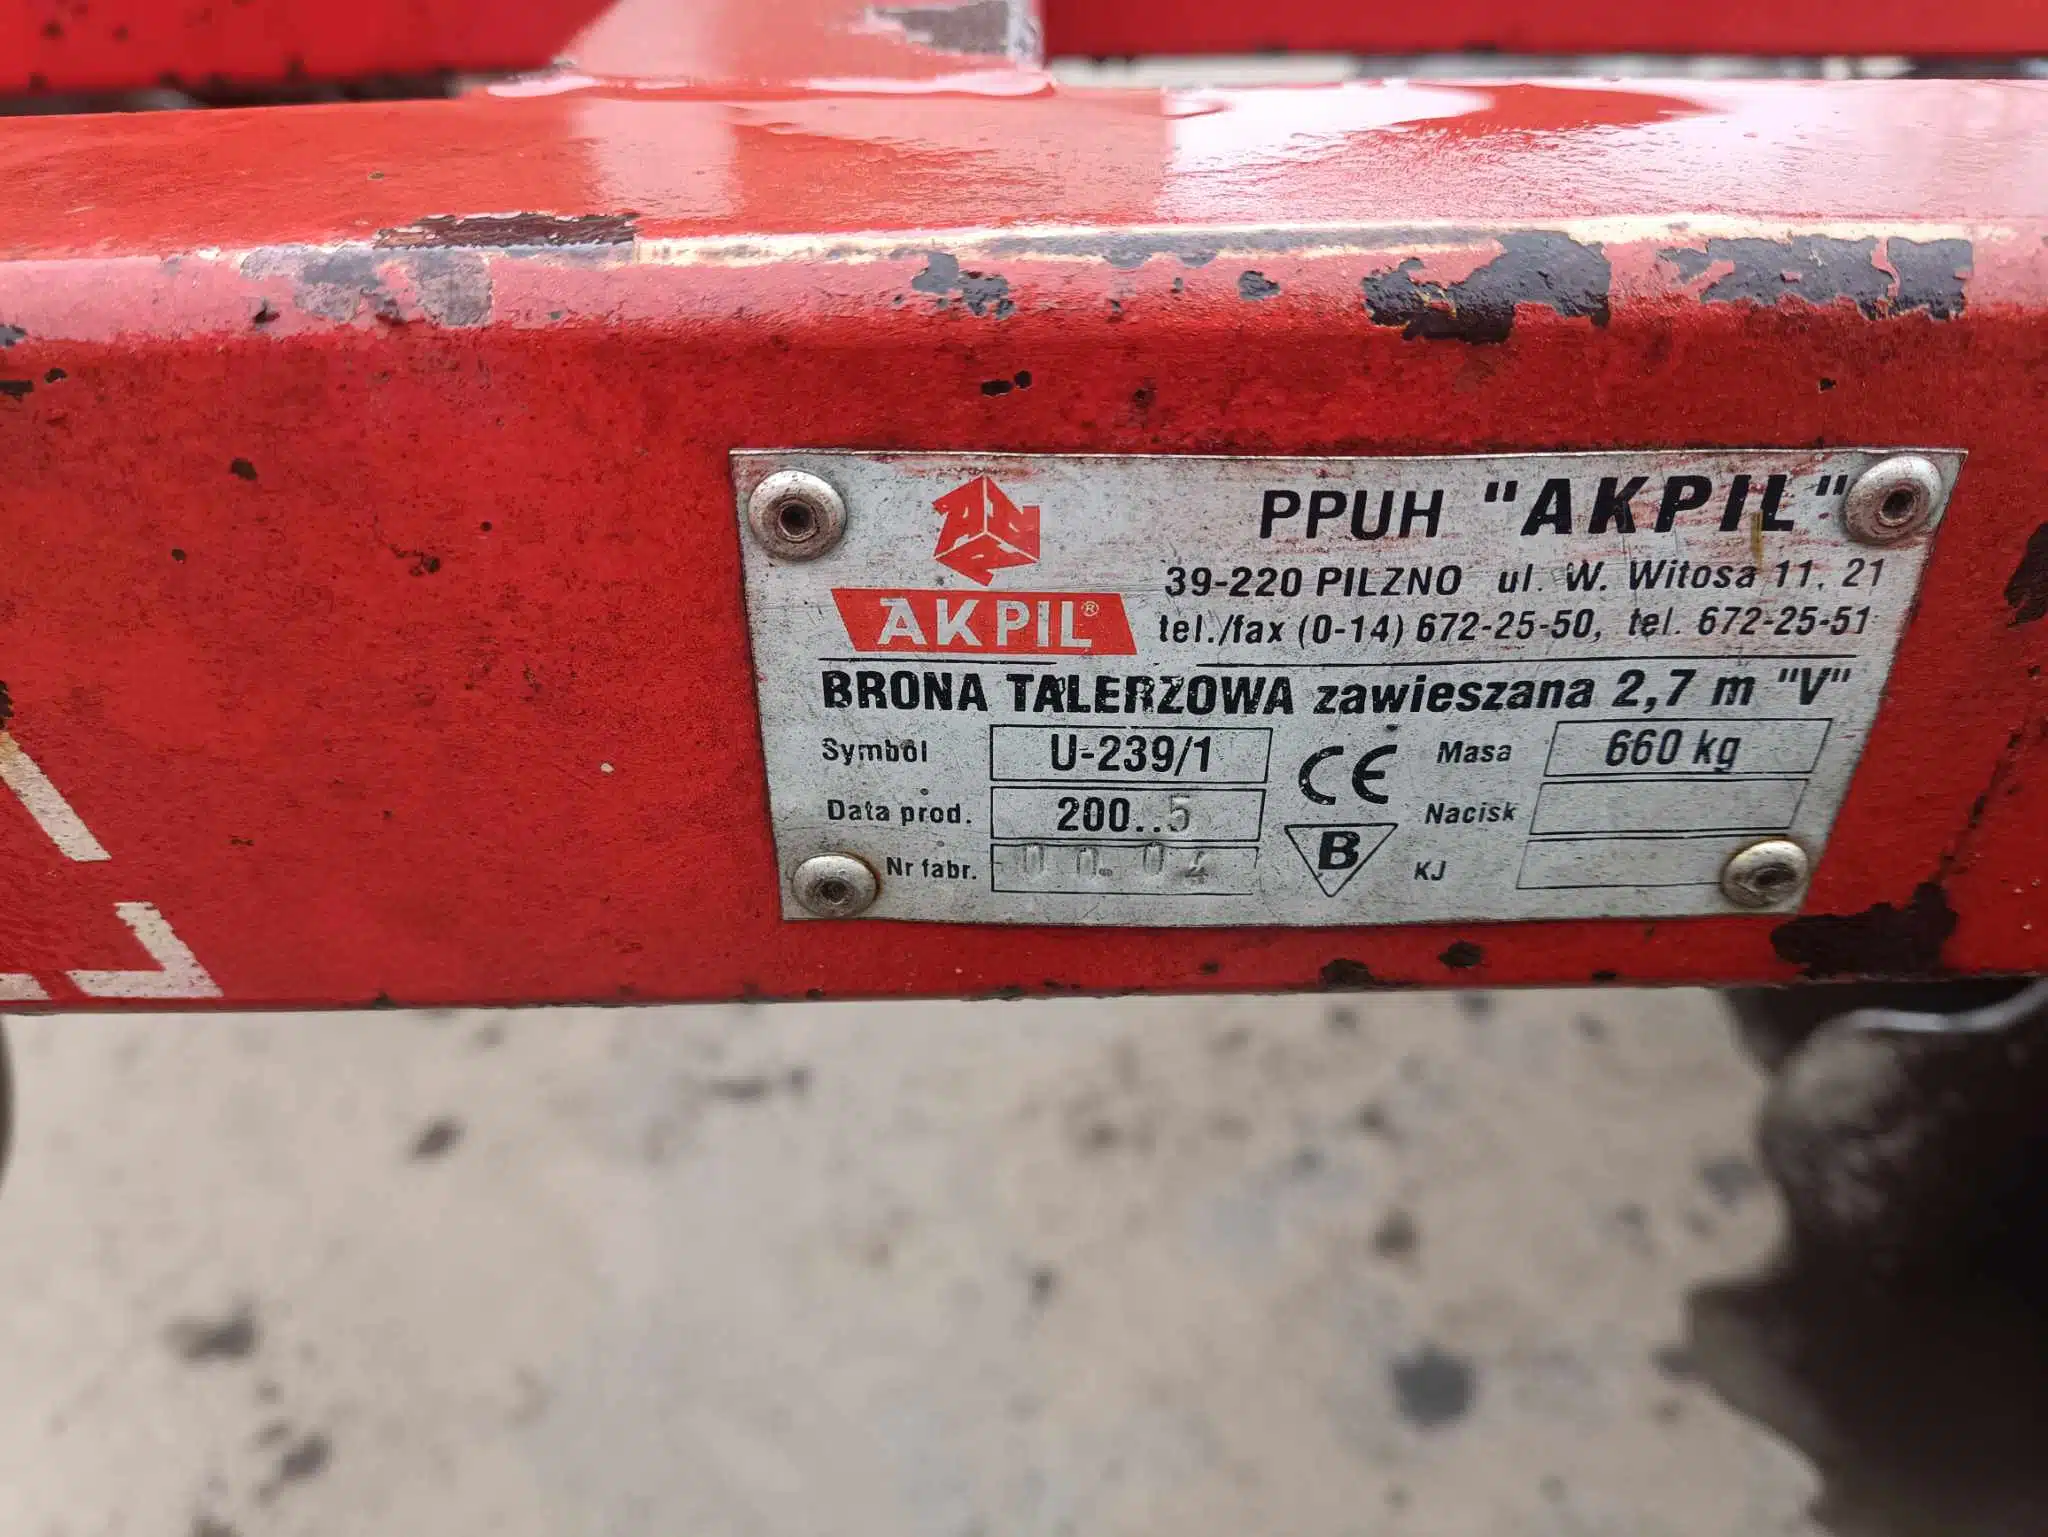 PPUH "AKPIL"
39-220 PILZNO ul. W. Witosa 11, 21
AKPIL®
tel./fax (0-14) 672-25-50, tel. 672-25-51
BRONA TALERZOWA zawieszana 2,7 m "V"
Symbol U-239/1 CE Masa 660 kg
Data prod. 200..5 Nacisk
Nr fabr. B KJ